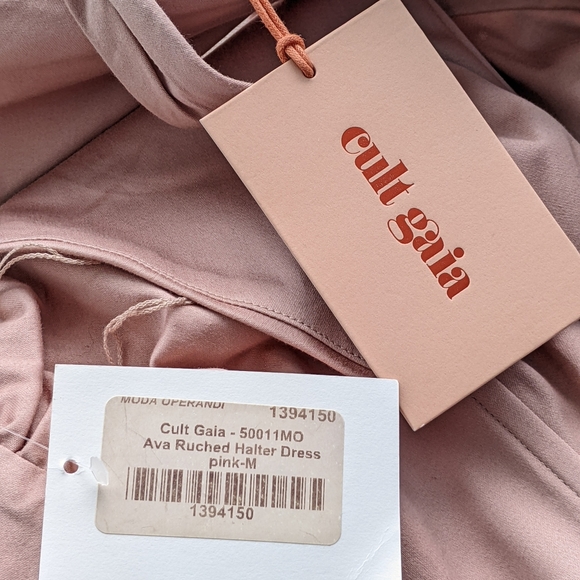 cult gaia
MODA OPERANDI
1394150
Cult Gaia - 50011MO
Ava Ruched Halter Dress
pink-M
1394150